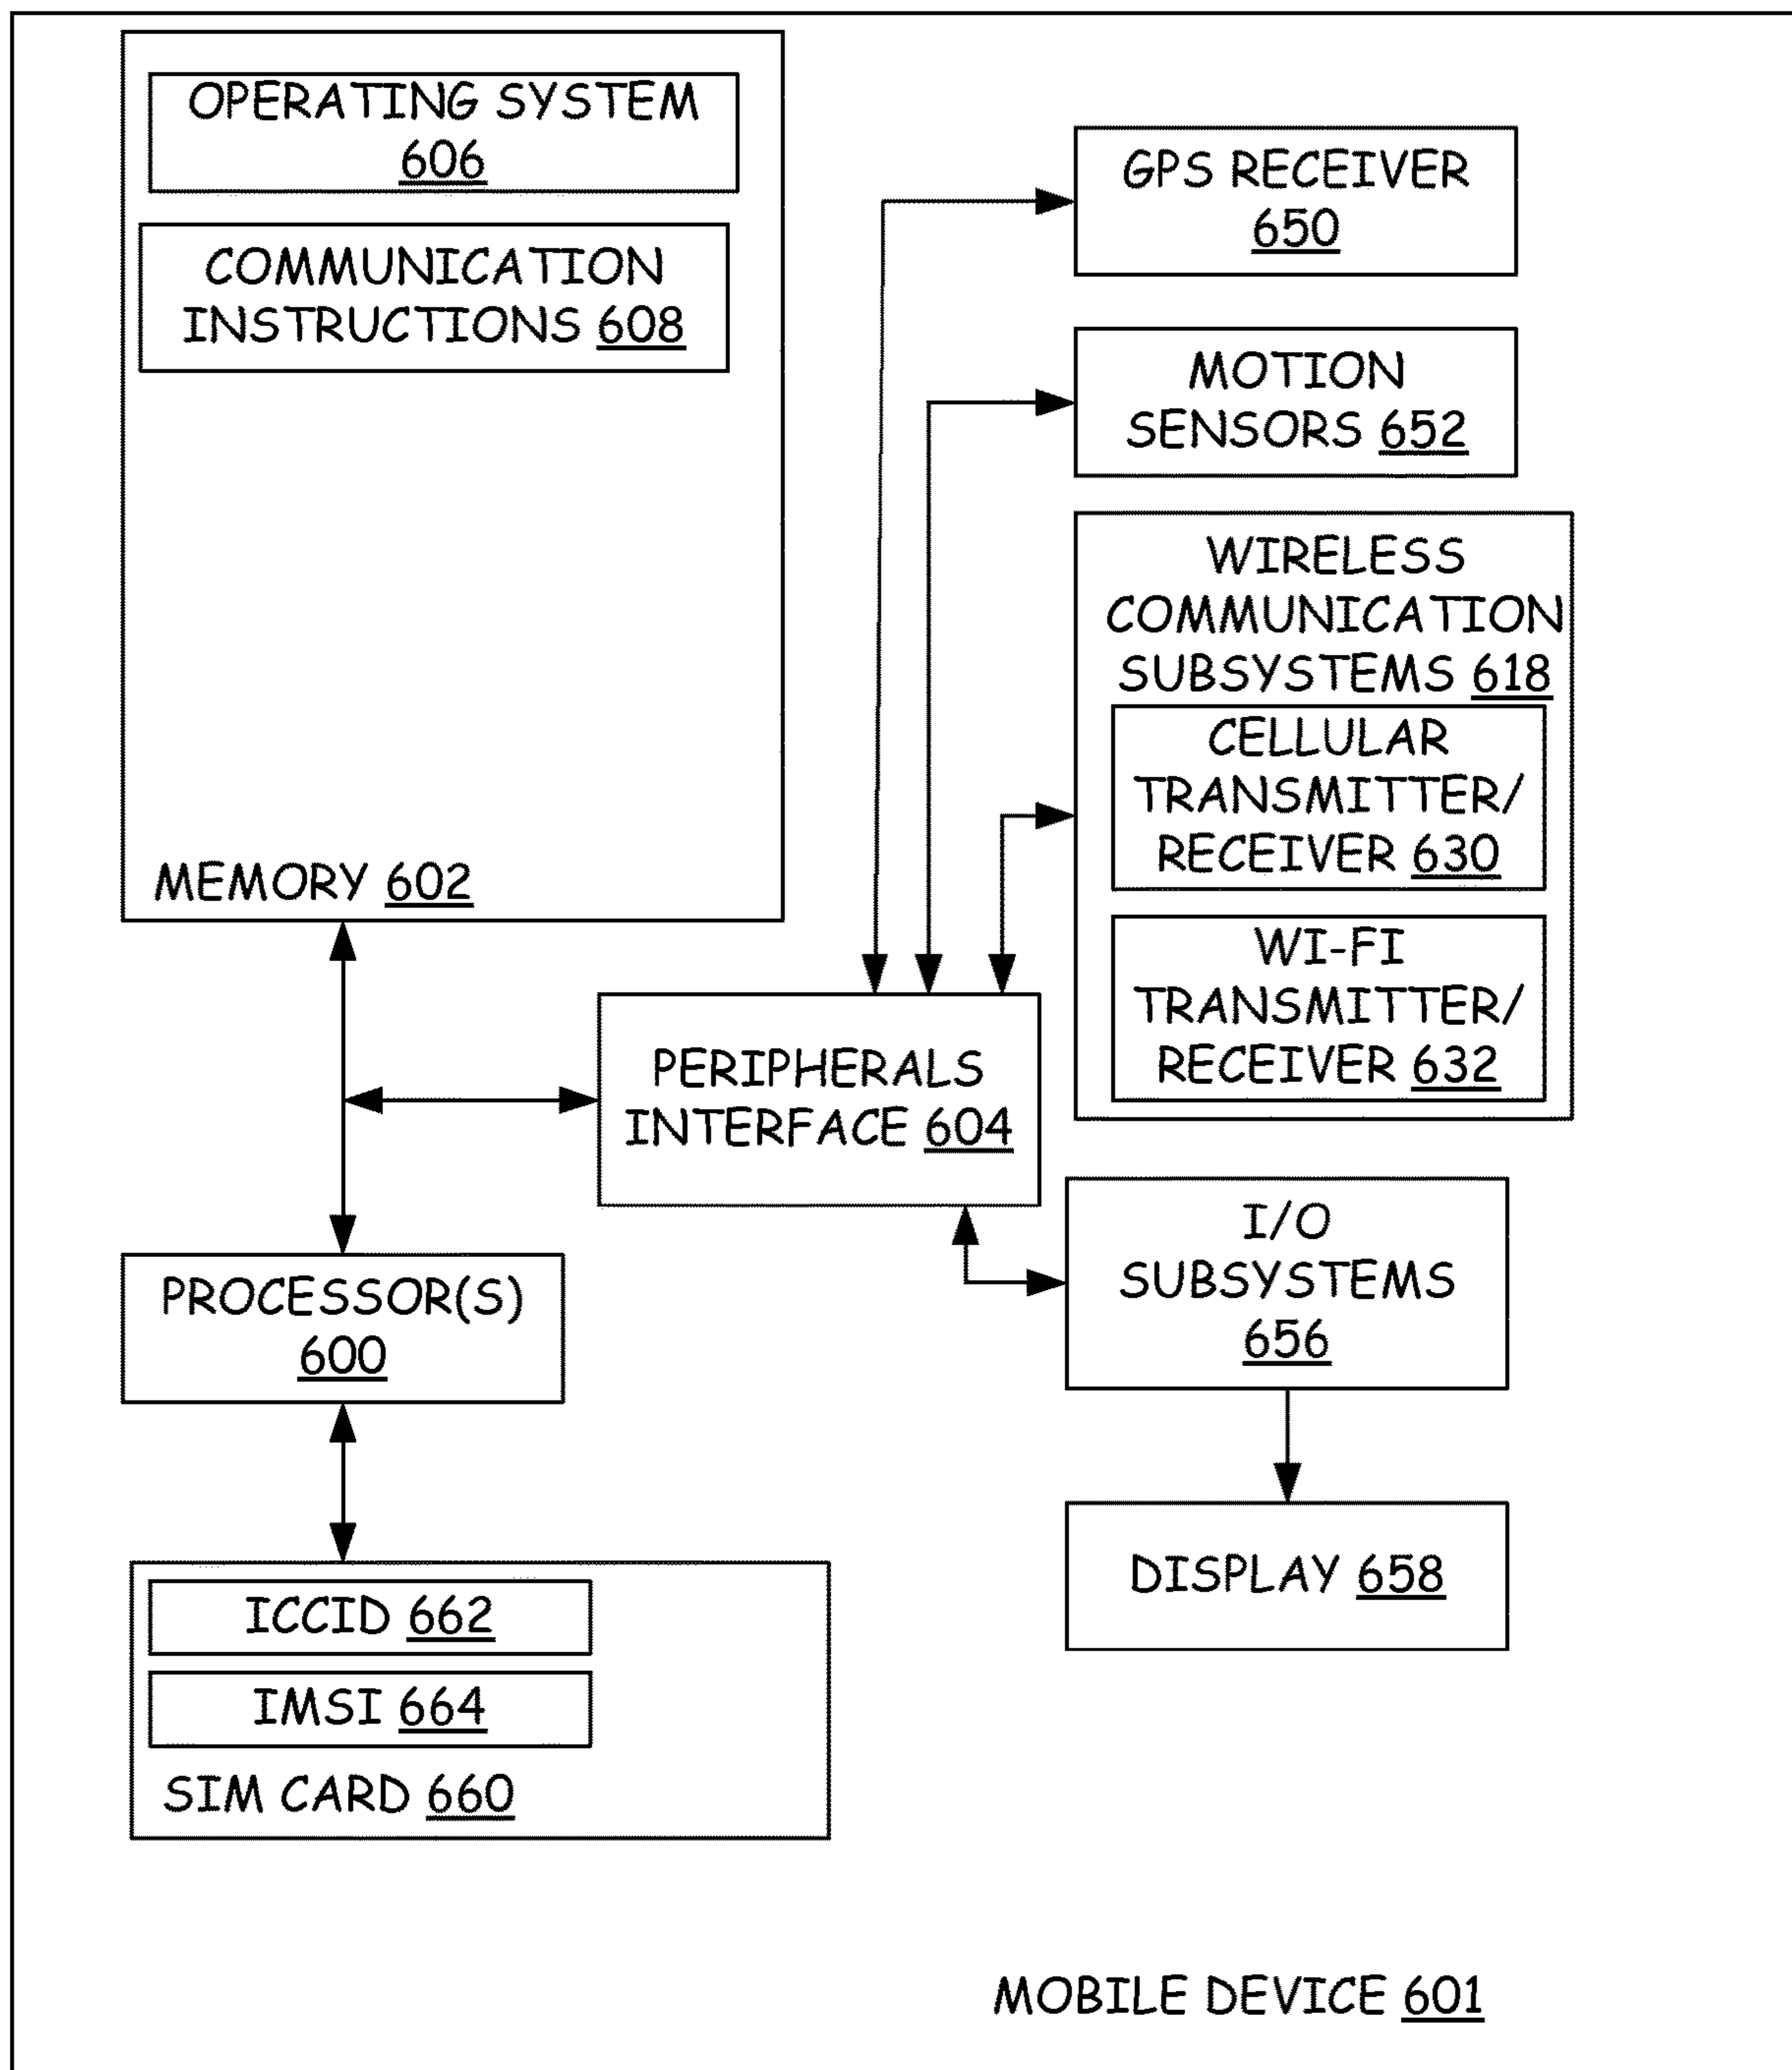 OPERATING SYSTEM
606
COMMUNICATION
INSTRUCTIONS 608
MEMORY 602
GPS RECEIVER
650
MOTION
SENSORS 652
WIRELESS
COMMUNICATION
SUBSYSTEMS 618
CELLULAR
TRANSMITTER/
RECEIVER 630
WI-FI
TRANSMITTER/
RECEIVER 632
PERIPHERALS
INTERFACE 604
I/O
SUBSYSTEMS
656
PROCESSOR(S)
600
DISPLAY 658
ICCID 662
IMSI 664
SIM CARD 660
MOBILE DEVICE 601